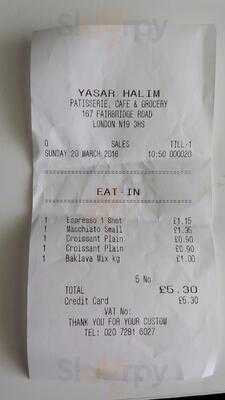 YASAR HALIM
PATISSERIE, CAFE & GROCERY
167 FAIRBRIDGE ROAD
LONDON N19 3HS
0 SALES TILL-1
SUNDAY 20 MARCH 2016 10:50 000020
EAT-IN
1 Espresso 1 Shot £1.15
1 Macchiato Small £1.35
1 Croissant Plain £0.90
1 Croissant Plain £0.90
1 Baklava Mix kg £1.00
5 No
TOTAL £5.30
Credit Card £5.30
VAT No:
THANK YOU FOR YOUR CUSTOM
TEL: 020 7281 6027